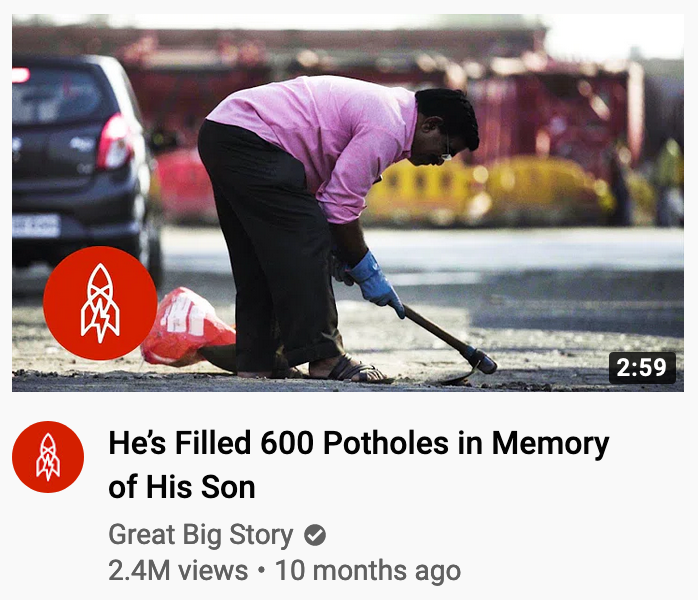 2:59
He’s Filled 600 Potholes in Memory
of His Son
Great Big Story
2.4M views • 10 months ago